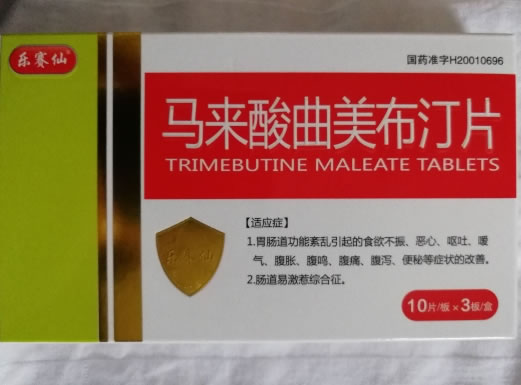 乐赛仙
国药准字H20010696
马来酸曲美布汀片
TRIMEBUTINE MALEATE TABLETS
【适应症】
1.胃肠道功能紊乱引起的食欲不振、恶心、呕吐、嗳
气、腹胀、腹鸣、腹痛、腹泻、便秘等症状的改善。
2.肠道易激惹综合征。
乐赛仙
10片/板×3板/盒